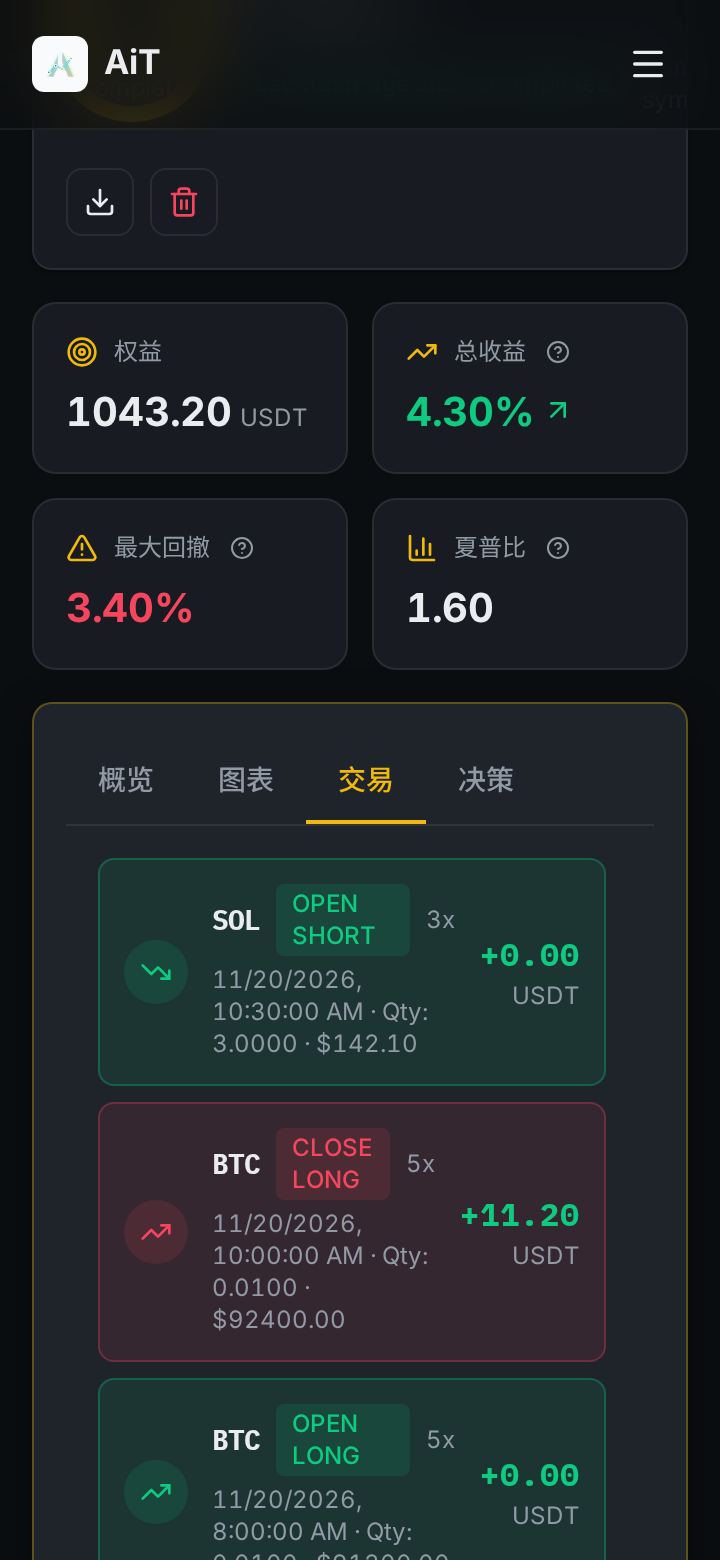 AiT
权益
1043.20 USDT
总收益
4.30%
最大回撤
3.40%
夏普比
1.60
概览 图表 交易 决策
SOL OPEN SHORT 3x
11/20/2026,
10:30:00 AM · Qty:
3.0000 · $142.10
+0.00
USDT
BTC CLOSE LONG 5x
11/20/2026,
10:00:00 AM · Qty:
0.0100 ·
$92400.00
+11.20
USDT
BTC OPEN LONG 5x
11/20/2026,
8:00:00 AM · Qty:
+0.00
USDT